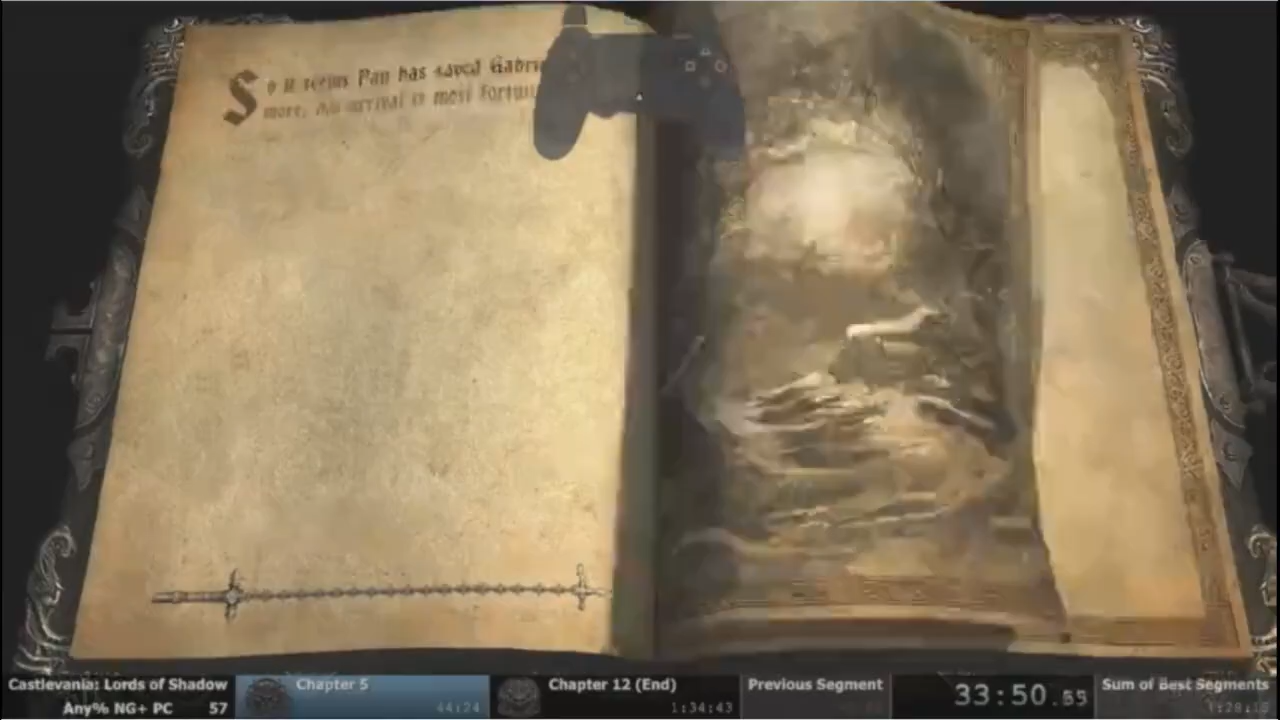 So it seems Pan has saved
more, his arrival is most
Castlevania: Lords of Shadow
Any% NG+ PC 57
Chapter 5
44:24
Chapter 12 (End)
1:34:43
Previous Segment
33:50.55
Sum of Best Segments